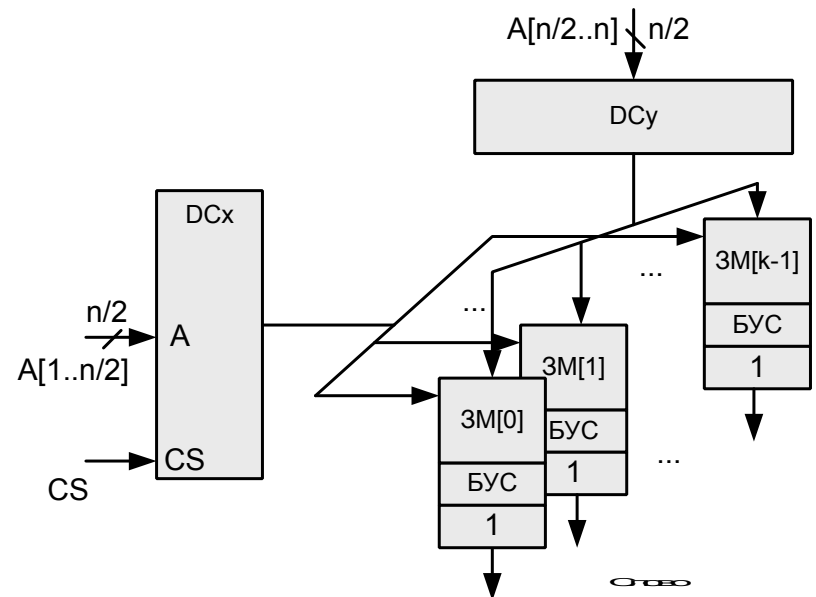 A[n/2..n] n/2
DCy
DCx
ЗМ[k-1]
...
n/2
...
БУС
A
ЗМ[1]
1
A[1..n/2]
ЗМ[0]
БУС
CS
...
1
БУС
CS
1